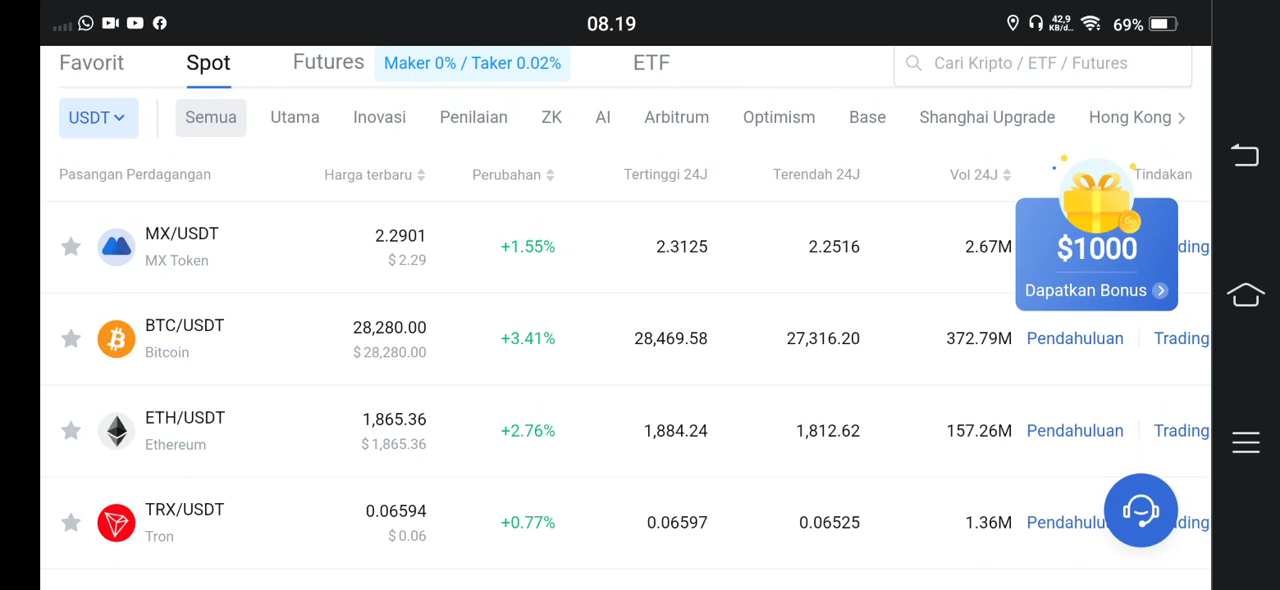 08.19
42,9
KB/d...
69%
Favorit Spot Futures Maker 0% / Taker 0.02% ETF Cari Kripto / ETF / Futures
USDT Semua Utama Inovasi Penilaian ZK AI Arbitrum Optimism Base Shanghai Upgrade Hong Kong
Pasangan Perdagangan Harga terbaru Perubahan Tertinggi 24J Terendah 24J Vol 24J Tindakan
MX/USDT 2.2901 +1.55% 2.3125 2.2516 2.67M ding
MX Token $ 2.29
$1000
Dapatkan Bonus
BTC/USDT 28,280.00 +3.41% 28,469.58 27,316.20 372.79M Pendahuluan Trading
Bitcoin $ 28,280.00
ETH/USDT 1,865.36 +2.76% 1,884.24 1,812.62 157.26M Pendahuluan Trading
Ethereum $ 1,865.36
TRX/USDT 0.06594 +0.77% 0.06597 0.06525 1.36M Pendahulu ding
Tron $ 0.06